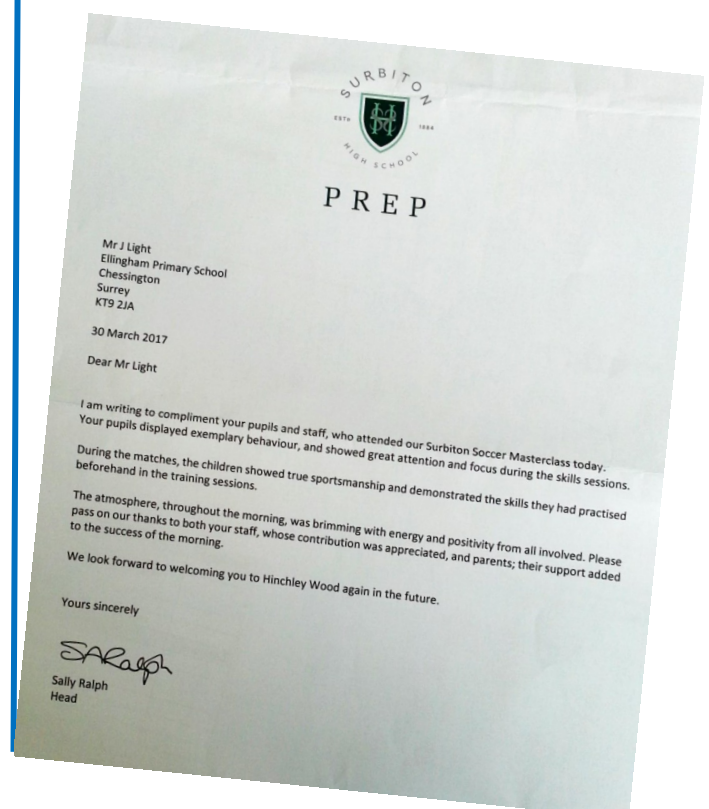 SURBITON
ESTD 1884
HIGH SCHOOL
PREP
Mr J Light
Ellingham Primary School
Chessington
Surrey
KT9 2JA
30 March 2017
Dear Mr Light
I am writing to compliment your pupils and staff, who attended our Surbiton Soccer Masterclass today.
Your pupils displayed exemplary behaviour, and showed great attention and focus during the skills sessions.
During the matches, the children showed true sportsmanship and demonstrated the skills they had practised
beforehand in the training sessions.
The atmosphere, throughout the morning, was brimming with energy and positivity from all involved. Please
pass on our thanks to both your staff, whose contribution was appreciated, and parents; their support added
to the success of the morning.
We look forward to welcoming you to Hinchley Wood again in the future.
Yours sincerely
SARalph
Sally Ralph
Head